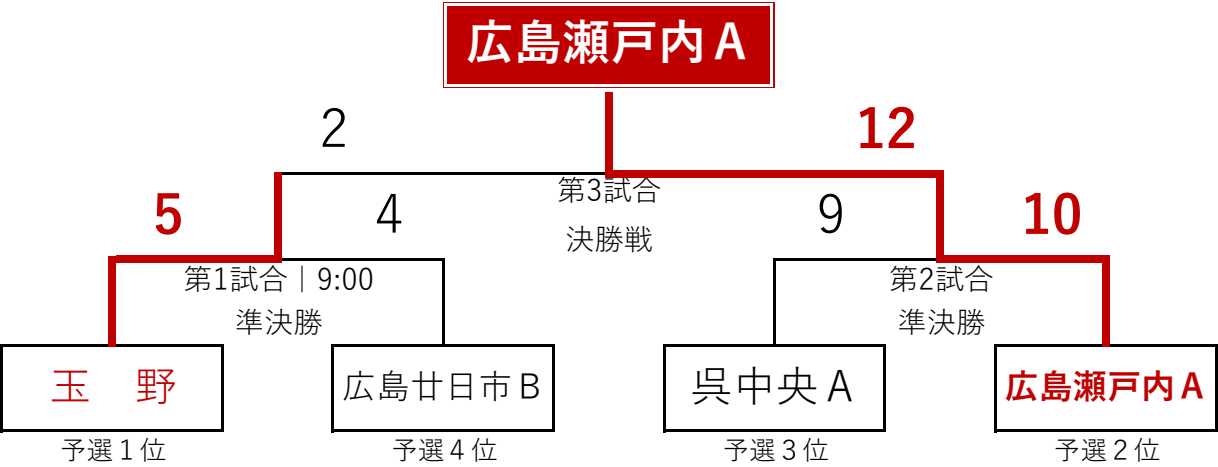 広島瀬戸内A
2
12
5
4
第3試合
決勝戦
9
10
第1試合｜9:00
準決勝
第2試合
準決勝
玉　野
広島廿日市B
呉中央A
広島瀬戸内A
予選1位
予選4位
予選3位
予選2位